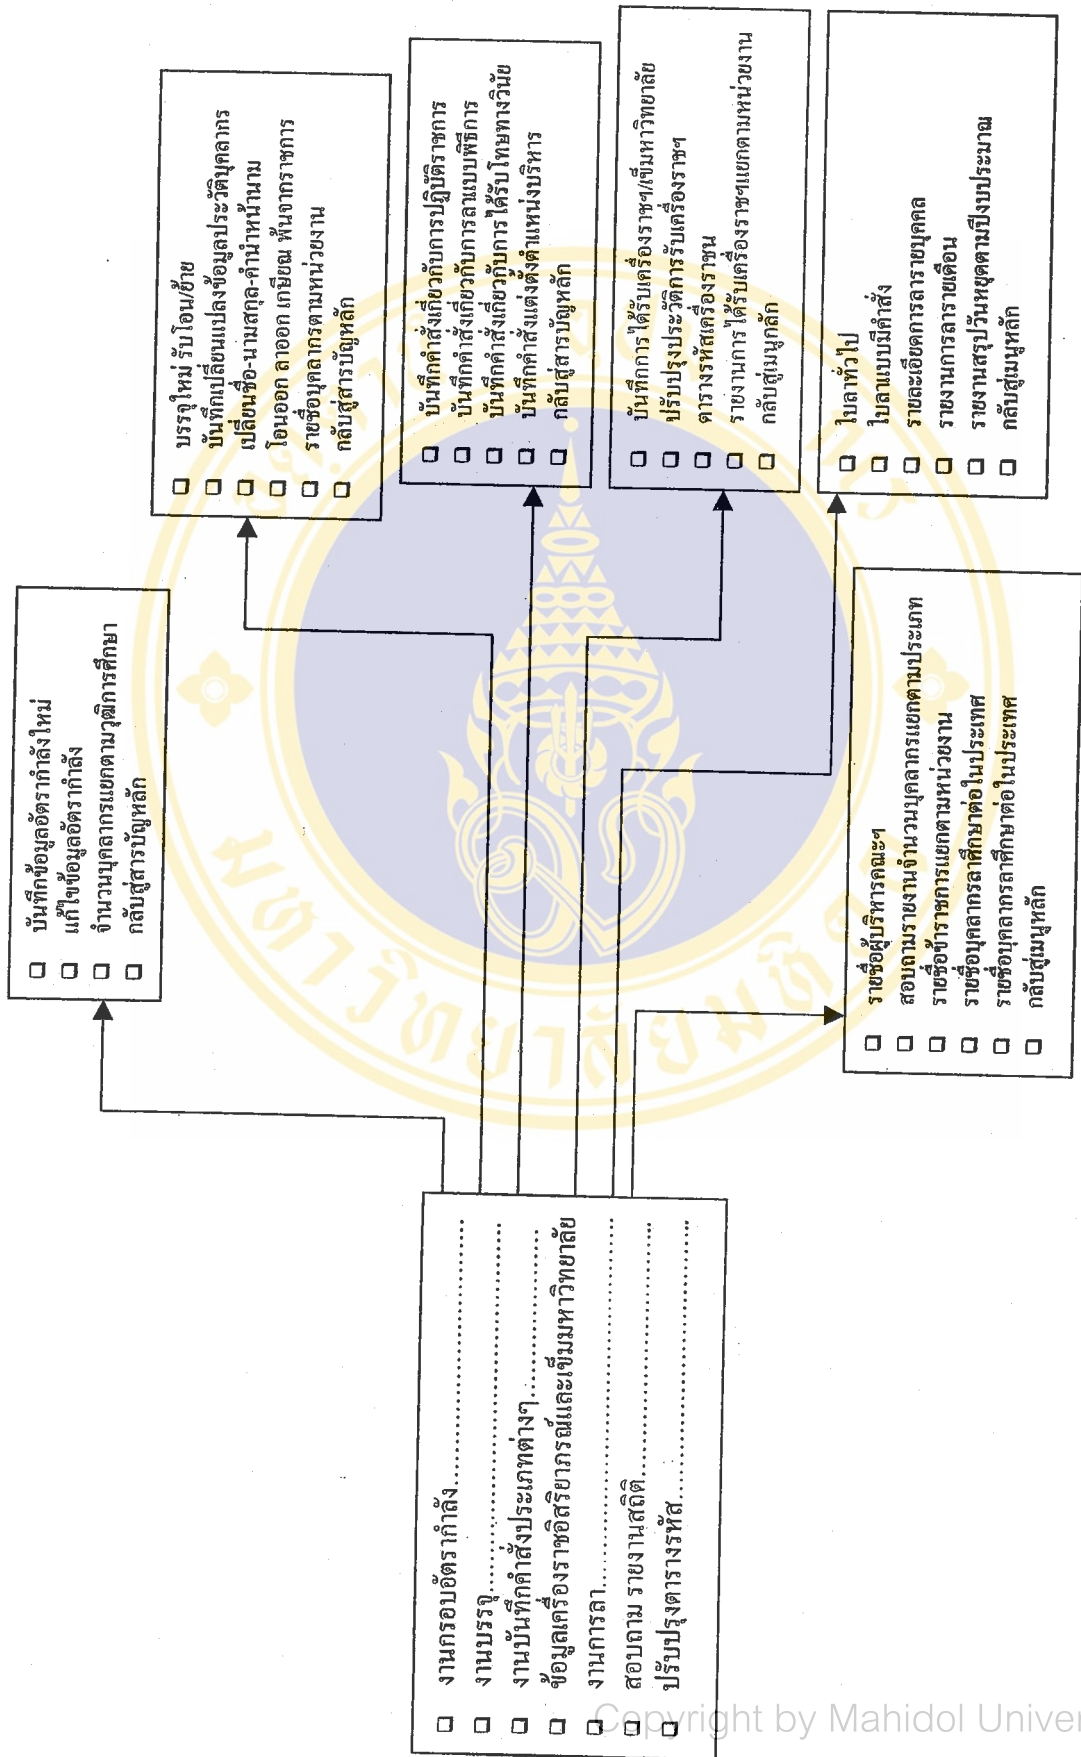 งานกรอบอัตรากำลัง
งานบรรจุ
งานบันทึกคำสั่งประเภทต่างๆ
ข้อมูลเครื่องราชอิสริยาภรณ์และเข็มมหาวิทยาลัย
งานการลา
สอบถาม รายงานสถิติ
ปรับปรุงตารางรหัส
บันทึกข้อมูลอัตรากำลังใหม่
แก้ไขข้อมูลอัตรากำลัง
จำนวนบุคลากรแยกตามวุฒิการศึกษา
กลับสู่สารบัญหลัก
บรรจุใหม่ รับโอน/ย้าย
บันทึกเปลี่ยนแปลงข้อมูลประวัติบุคลากร
เปลี่ยนชื่อ-นามสกุล-คำนำหน้านาม
โอนออก ลาออก เกษียณ พ้นจากราชการ
รายชื่อบุคลากรตามหน่วยงาน
กลับสู่สารบัญหลัก
บันทึกคำสั่งเกี่ยวกับการปฏิบัติราชการ
บันทึกคำสั่งเกี่ยวกับการลาแบบพิธีการ
บันทึกคำสั่งเกี่ยวกับการได้รับโทษทางวินัย
บันทึกคำสั่งแต่งตั้งตำแหน่งบริหาร
กลับสู่สารบัญหลัก
บันทึกการได้รับเครื่องราชฯ/เข็มมหาวิทยาลัย
ปรับปรุงประวัติการรับเครื่องราชฯ
ตารางรหัสเครื่องราชน
รายงานการได้รับเครื่องราชฯแยกตามหน่วยงาน
กลับสู่เมนูกลัก
ใบลาทั่วไป
ใบลาแบบมีคำสั่ง
รายละเอียดการลารายบุคคล
รายงานการลารายเดือน
รายงานสรุปวันหยุดตามปีงบประมาณ
กลับสู่เมนูหลัก
รายชื่อผู้บริหารคณะฯ
สอบถามรายงานจำนวนบุคลากรแยกตามประเภท
รายชื่อข้าราชการแยกตามหน่วยงาน
รายชื่อบุคลากรลาศึกษาต่อในประเทศ
รายชื่อบุคลากรลาศึกษาต่อในประเทศ
กลับสู่เมนูหลัก
มหาวิทยาลัยมหิดล
Copyright by Mahidol Univer